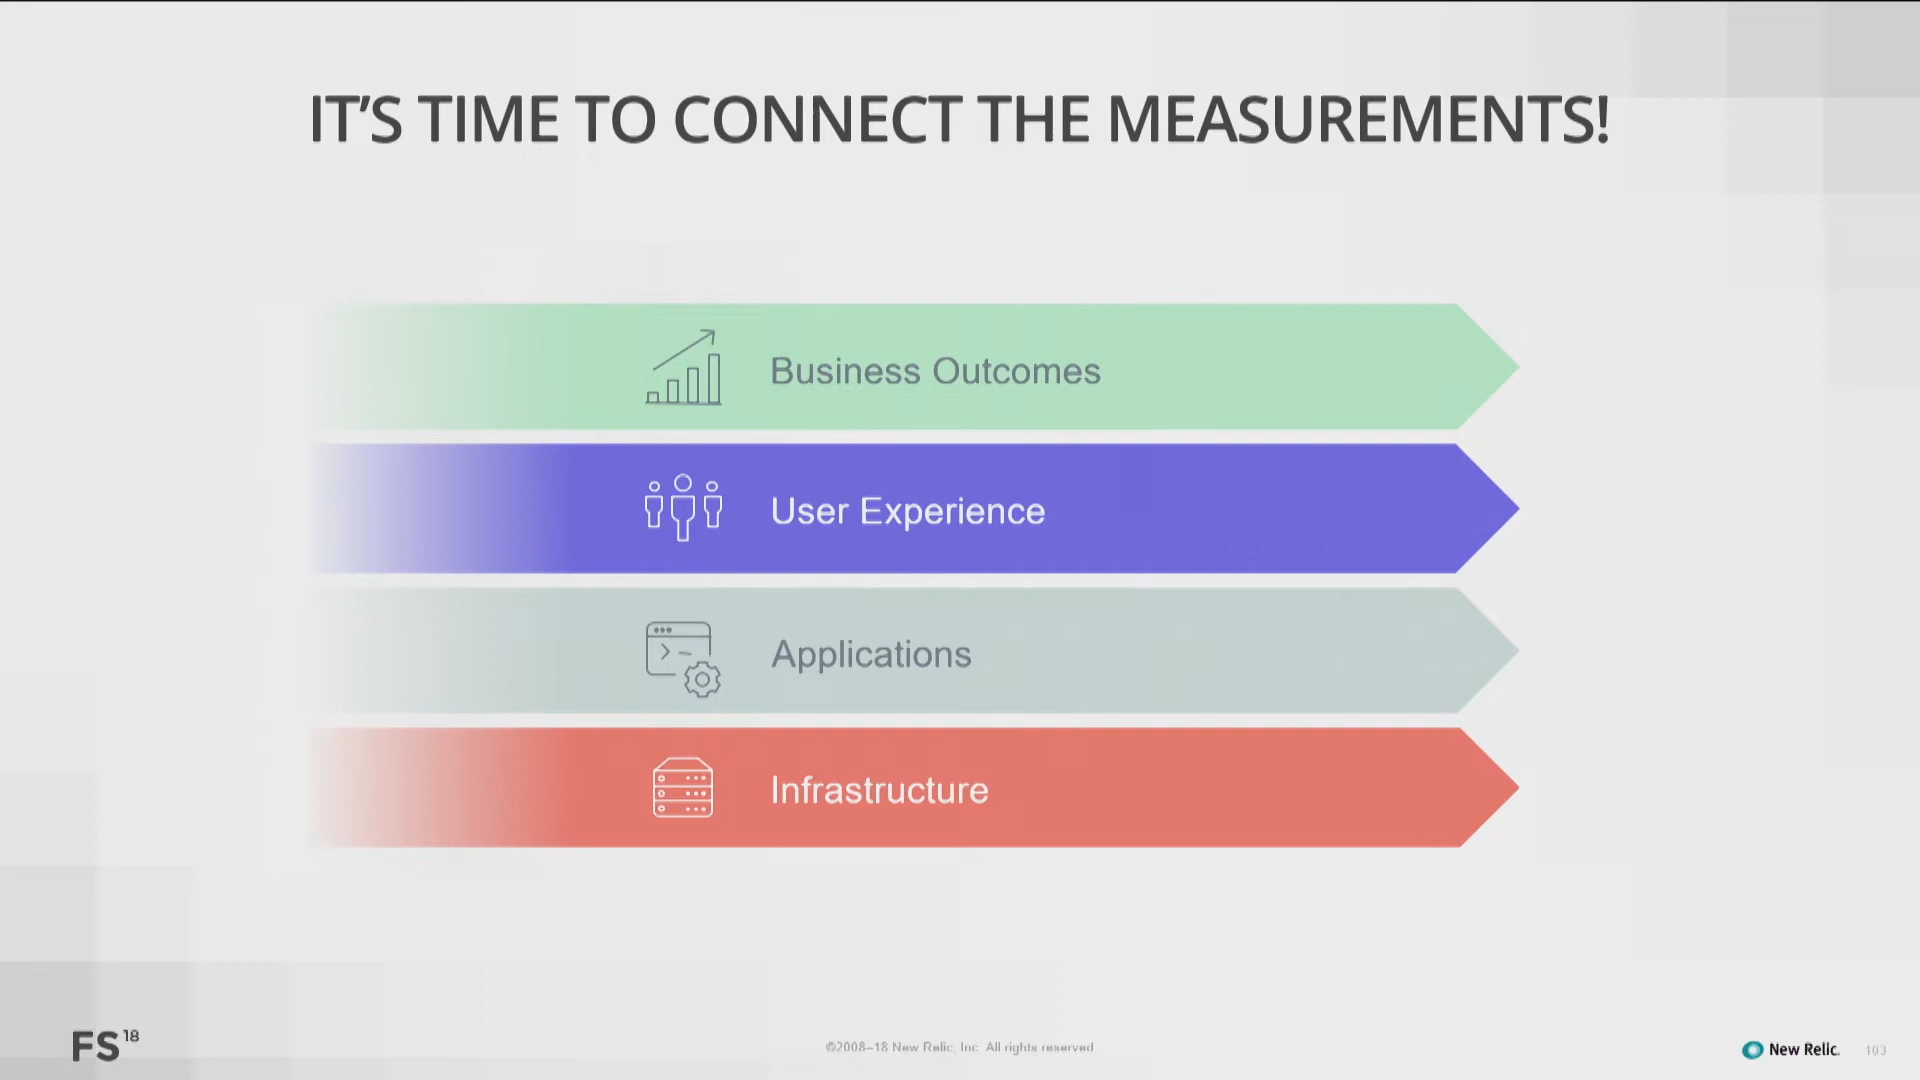 IT'S TIME TO CONNECT THE MEASUREMENTS!
Business Outcomes
User Experience
Applications
Infrastructure
FS18
©2008–18 New Relic, Inc. All rights reserved
New Relic.
103